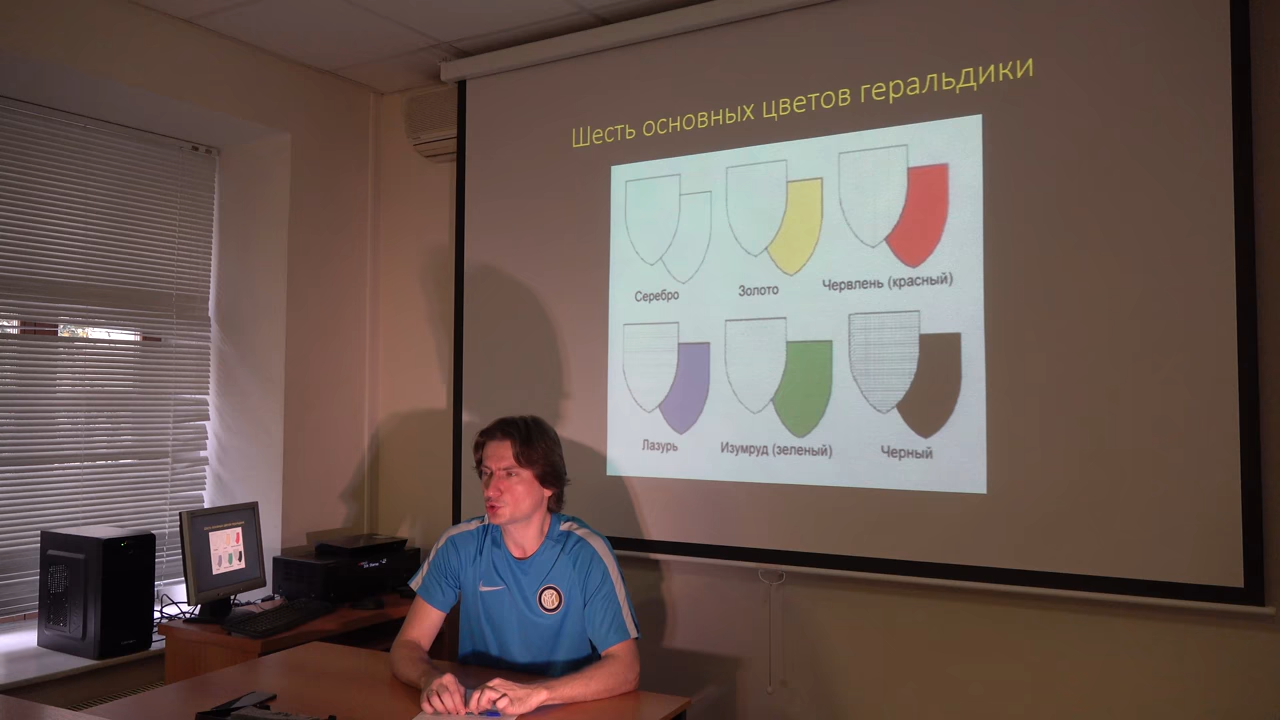 Шесть основных цветов геральдики
Серебро
Золото
Червлень (красный)
Лазурь
Изумруд (зеленый)
Черный